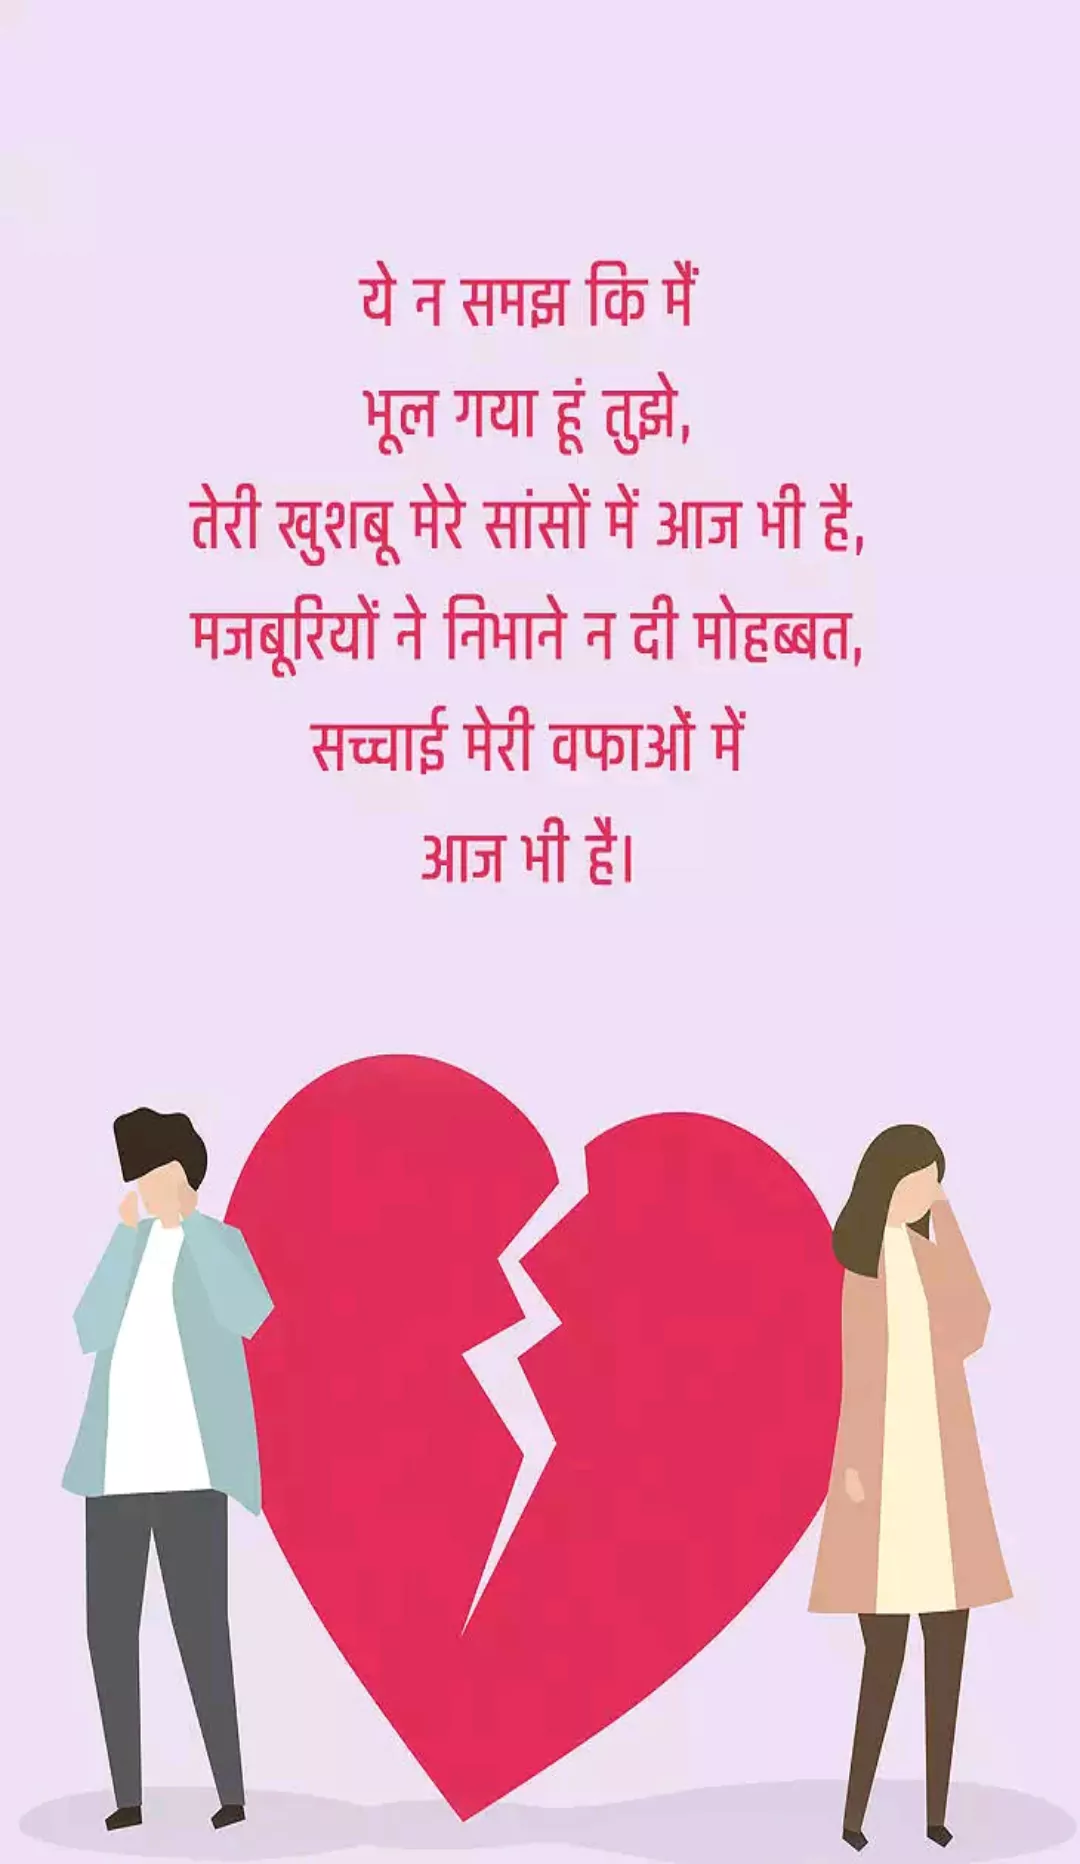 ये न समझ कि मैं
भूल गया हूं तुझे,
तेरी खुशबू मेरे सांसों में आज भी है,
मजबूरियों ने निभाने न दी मोहब्बत,
सच्चाई मेरी वफाओं में
आज भी है।